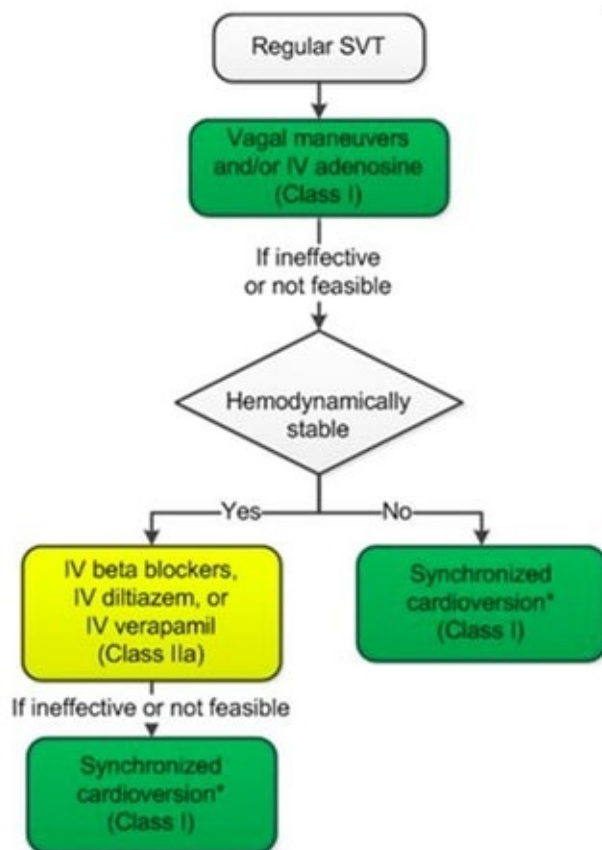 Regular SVT
Vagal maneuvers
and/or IV adenosine
(Class I)
If ineffective
or not feasible
Hemodynamically
stable
Yes
No
IV beta blockers,
IV diltiazem, or
IV verapamil
(Class IIa)
Synchronized
cardioversion*
(Class I)
If ineffective or not feasible
Synchronized
cardioversion*
(Class I)